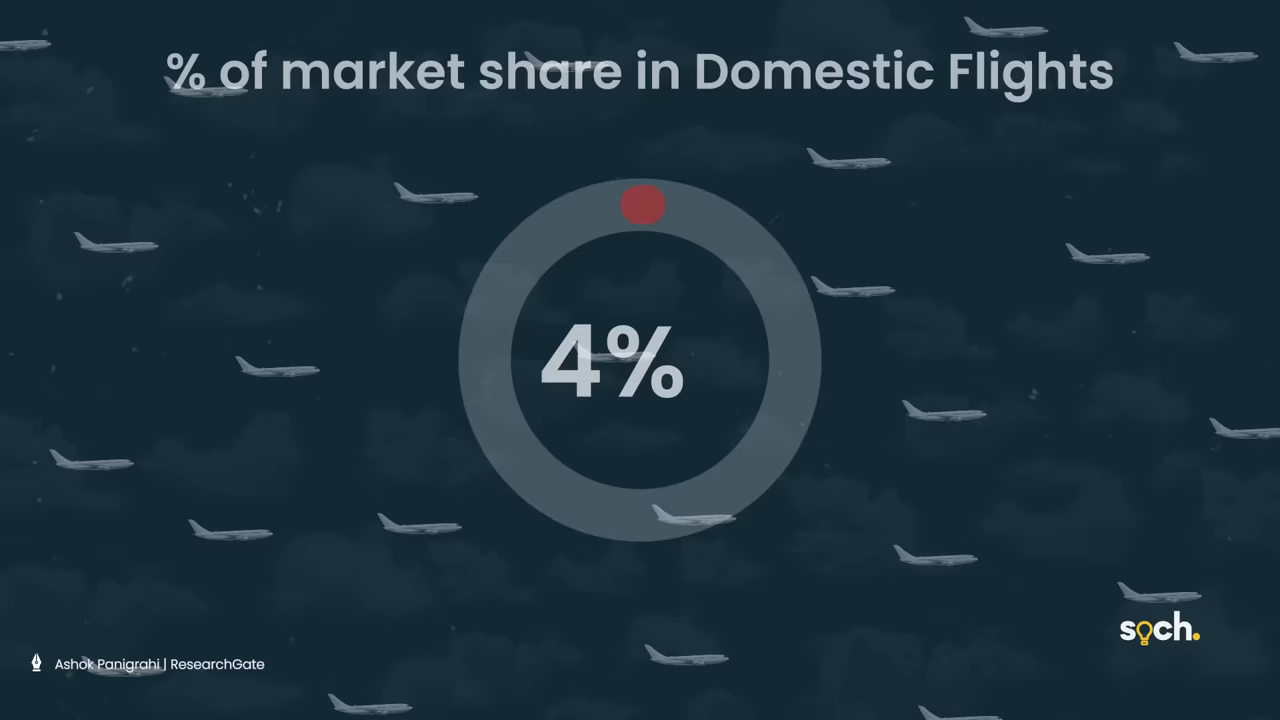 % of market share in Domestic Flights
4%
soch.
Ashok Panigrahi | ResearchGate